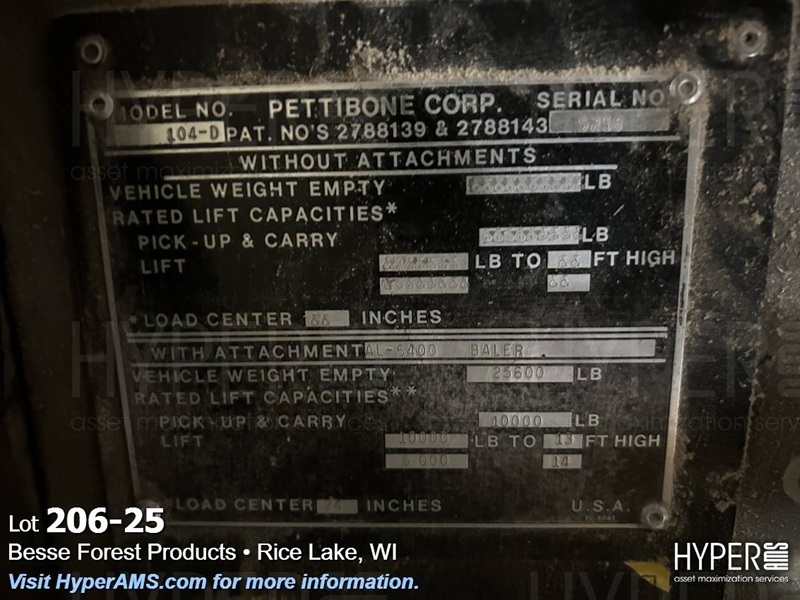 MODEL NO. PETTIBONE CORP. SERIAL NO
104-D PAT. NO'S 2788139 & 2788143
WITHOUT ATTACHMENTS
VEHICLE WEIGHT EMPTY LB
RATED LIFT CAPACITIES*
PICK-UP & CARRY LB
LIFT LB TO FT HIGH
*LOAD CENTER INCHES
WITH ATTACHMENT AL-6400 BALER
VEHICLE WEIGHT EMPTY 25600 LB
RATED LIFT CAPACITIES**
PICK-UP & CARRY 10000 LB
LIFT 10000 LB TO 13 FT HIGH
14
LOAD CENTER INCHES U.S.A.
Lot 206-25
Besse Forest Products • Rice Lake, WI
Visit HyperAMS.com for more information.
HYPER AMS
asset maximization services